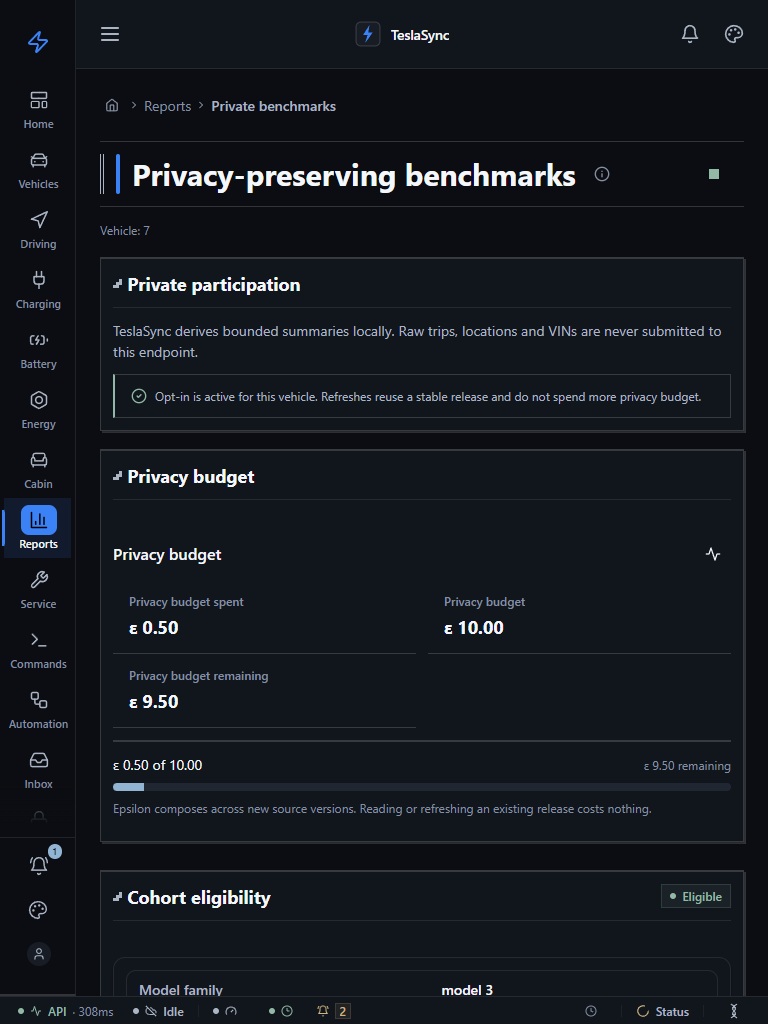 TeslaSync
Home
Vehicles
Driving
Charging
Battery
Energy
Cabin
Reports
Service
Commands
Automation
Inbox
1
Reports
Private benchmarks
Privacy-preserving benchmarks
Vehicle: 7
Private participation
TeslaSync derives bounded summaries locally. Raw trips, locations and VINs are never submitted to
this endpoint.
Opt-in is active for this vehicle. Refreshes reuse a stable release and do not spend more privacy budget.
Privacy budget
Privacy budget
Privacy budget spent
ε 0.50
Privacy budget
ε 10.00
Privacy budget remaining
ε 9.50
ε 0.50 of 10.00
ε 9.50 remaining
Epsilon composes across new source versions. Reading or refreshing an existing release costs nothing.
Cohort eligibility
Eligible
Model family
model 3
API · 308ms
Idle
2
Status